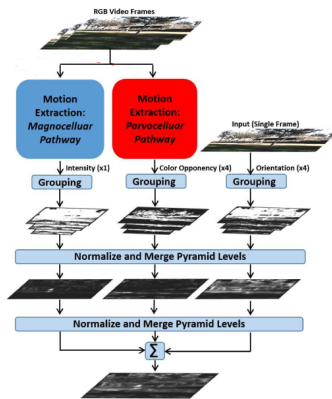 RGB Video Frames
Motion
Extraction:
Magnocelluar
Pathway
Motion
Extraction:
Parvocelluar
Pathway
Input (Single Frame)
Intensity (x1)
Color Opponency (x4)
Orientation (x4)
Grouping
Grouping
Grouping
Normalize and Merge Pyramid Levels
Normalize and Merge Pyramid Levels
Σ